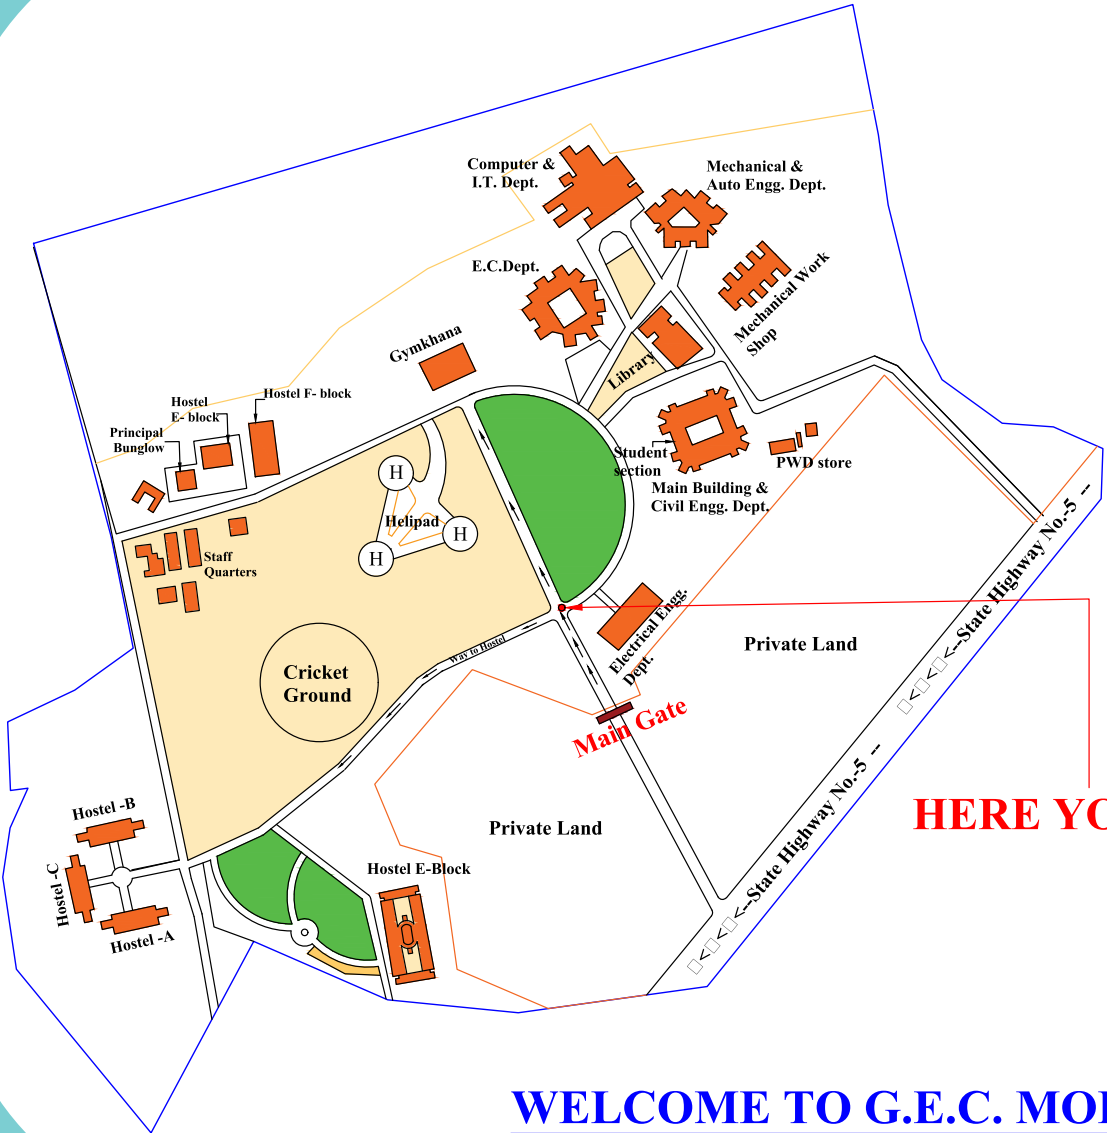 Computer &
I.T. Dept.
Mechanical &
Auto Engg. Dept.
E.C.Dept.
Mechanical Work
Shop
Gymkhana
Library
Hostel F- block
Hostel
E- block
Principal
Bunglow
Student
section
PWD store
Main Building &
Civil Engg. Dept.
H
Helipad
H
H
Staff
Quarters
State Highway No.-5
Electrical Engg.
Dept.
Way to Hostel
Private Land
Cricket
Ground
Main Gate
State Highway No.-5
Hostel -B
HERE YO
Private Land
Hostel E-Block
Hostel -C
Hostel -A
WELCOME TO G.E.C. MO